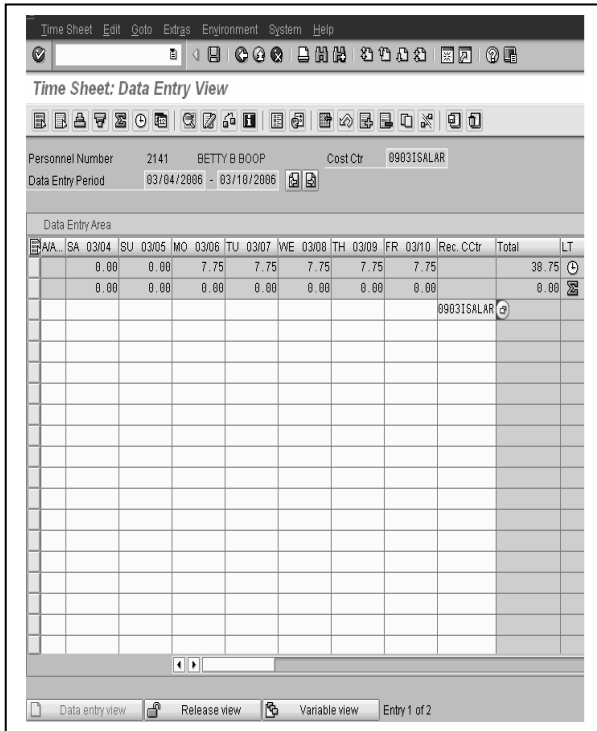 Time Sheet Edit Goto Extras Environment System Help
Time Sheet: Data Entry View
Personnel Number 2141 BETTY B BOOP Cost Ctr 0903ISALAR
Data Entry Period 03/04/2006 - 03/10/2006
Data Entry Area
A/A... SA 03/04 SU 03/05 MO 03/06 TU 03/07 WE 03/08 TH 03/09 FR 03/10 Rec. CCtr Total LT
0.00 0.00 7.75 7.75 7.75 7.75 7.75 38.75
0.00 0.00 0.00 0.00 0.00 0.00 0.00 0.00
0903ISALAR
Data entry view Release view Variable view Entry 1 of 2